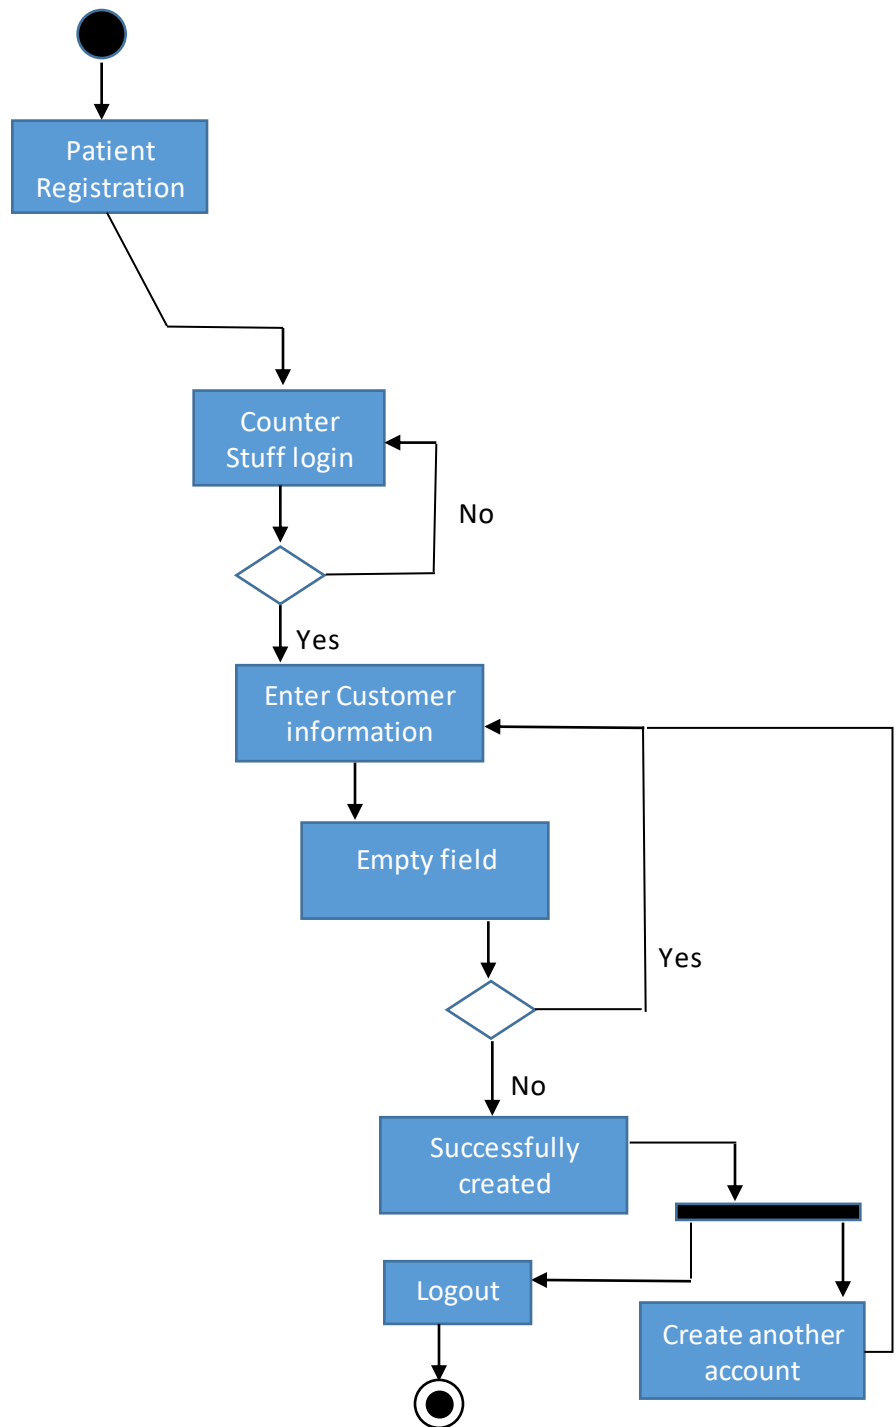 Patient
Registration
Counter
Stuff login
No
Yes
Enter Customer
information
Empty field
Yes
No
Successfully
created
Logout
Create another
account